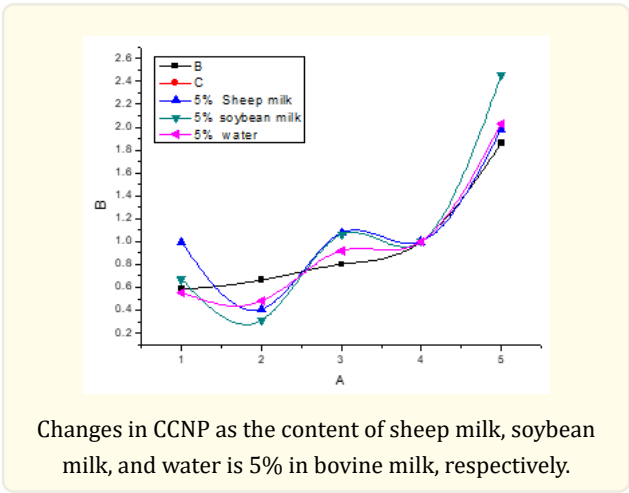 2.6
2.4
2.2
2.0
1.8
1.6
1.4
1.2
1.0
0.8
0.6
0.4
0.2
B
B
C
5% Sheep milk
5% soybean milk
5% water
1 2 3 4 5
A
Changes in CCNP as the content of sheep milk, soybean
milk, and water is 5% in bovine milk, respectively.